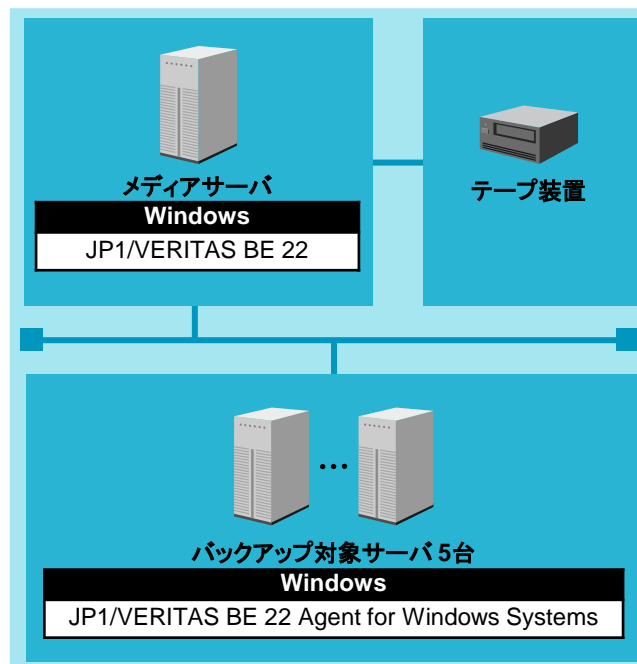 メディアサーバ
Windows
JP1/VERITAS BE 22
テープ装置
...
バックアップ対象サーバ 5台
Windows
JP1/VERITAS BE 22 Agent for Windows Systems